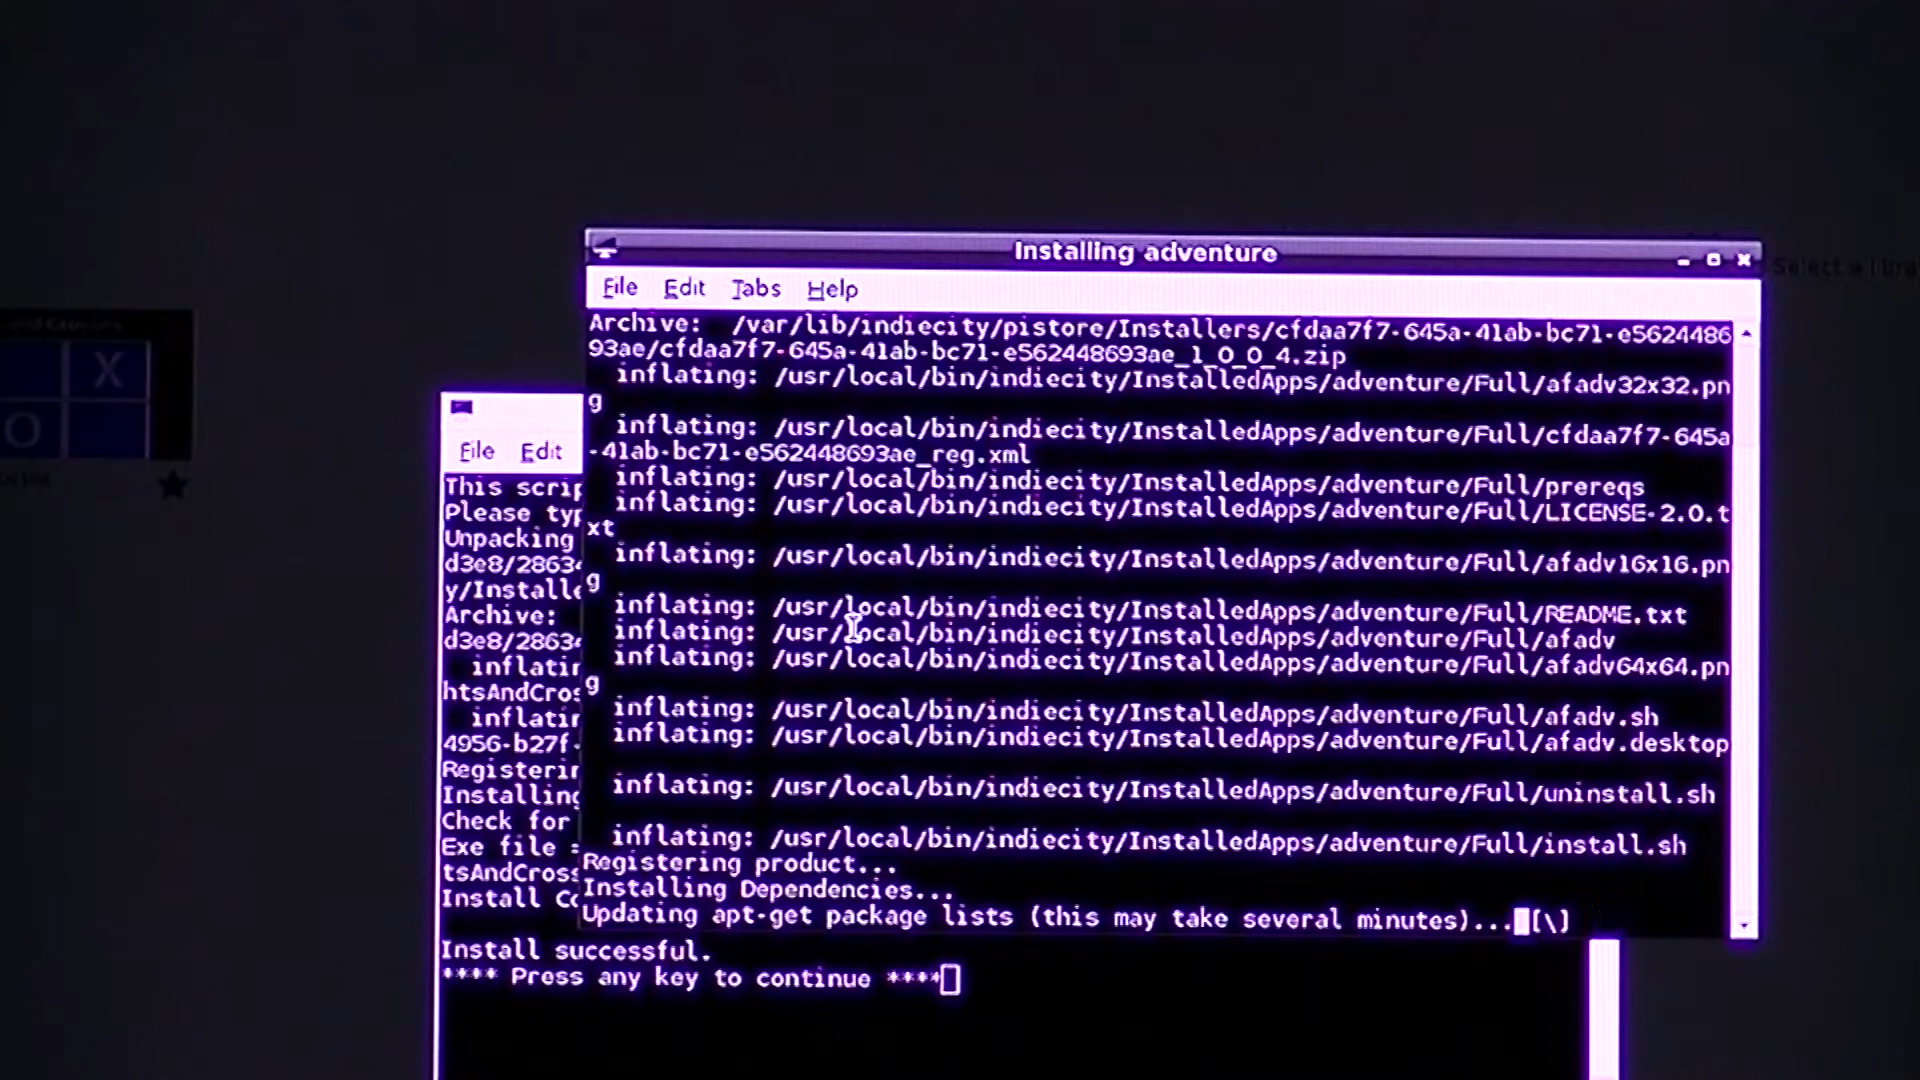 Installing adventure
File Edit Tabs Help
Archive: /var/lib/indiecity/pistore/Installers/cfdaa7f7-645a-41ab-bc71-e5624486
93ae/cfdaa7f7-645a-41ab-bc71-e562448693ae_1_0_0_4.zip
inflating: /usr/local/bin/indiecity/InstalledApps/adventure/Full/afadv32x32.pn
g
inflating: /usr/local/bin/indiecity/InstalledApps/adventure/Full/cfdaa7f7-645a
-41ab-bc71-e562448693ae_reg.xml
inflating: /usr/local/bin/indiecity/InstalledApps/adventure/Full/prereqs
inflating: /usr/local/bin/indiecity/InstalledApps/adventure/Full/LICENSE-2.0.t
xt
inflating: /usr/local/bin/indiecity/InstalledApps/adventure/Full/afadv16x16.pn
g
inflating: /usr/local/bin/indiecity/InstalledApps/adventure/Full/README.txt
inflating: /usr/local/bin/indiecity/InstalledApps/adventure/Full/afadv
inflating: /usr/local/bin/indiecity/InstalledApps/adventure/Full/afadv64x64.pn
g
inflating: /usr/local/bin/indiecity/InstalledApps/adventure/Full/afadv.sh
inflating: /usr/local/bin/indiecity/InstalledApps/adventure/Full/afadv.desktop
inflating: /usr/local/bin/indiecity/InstalledApps/adventure/Full/uninstall.sh
inflating: /usr/local/bin/indiecity/InstalledApps/adventure/Full/install.sh
Registering product...
Installing Dependencies...
Updating apt-get package lists (this may take several minutes)...[\]
File Edit
This scrip
Please typ
Unpacking
d3e8/28634
y/Installe
Archive:
d3e8/28634
inflatin
htsAndCros
inflatin
4956-b27f-
Registerin
Installing
Check for
Exe file =
tsAndCross
Install Co
Install successful.
**** Press any key to continue ****
X
O
Select a